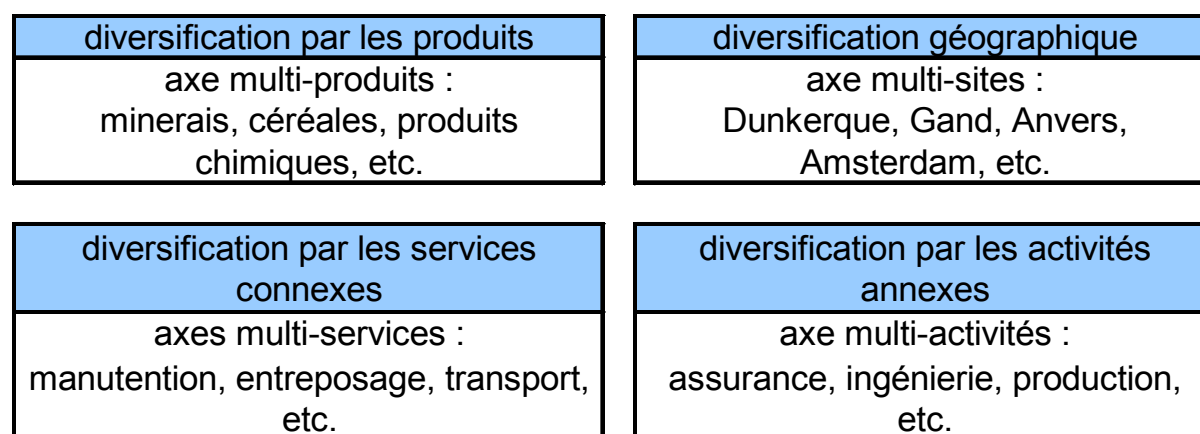 diversification par les produits
axe multi-produits :
minerais, céréales, produits
chimiques, etc.
diversification géographique
axe multi-sites :
Dunkerque, Gand, Anvers,
Amsterdam, etc.
diversification par les services
connexes
axes multi-services :
manutention, entreposage, transport,
etc.
diversification par les activités
annexes
axe multi-activités :
assurance, ingénierie, production,
etc.